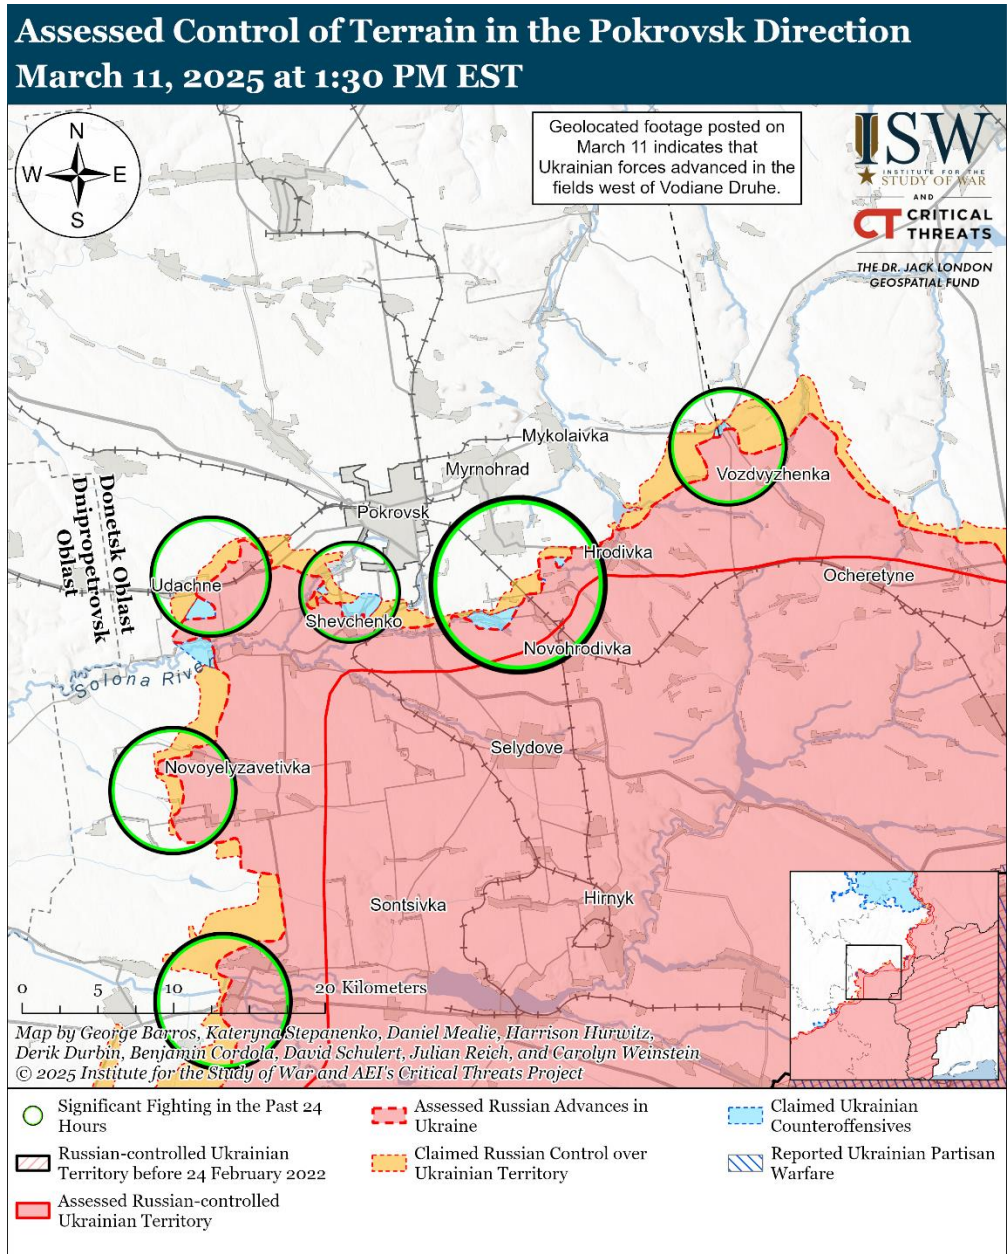 Assessed Control of Terrain in the Pokrovsk Direction
March 11, 2025 at 1:30 PM EST
N
W
E
S
Geolocated footage posted on
March 11 indicates that
Ukrainian forces advanced in the
fields west of Vodiane Druhe.
ISW
INSTITUTE FOR THE
STUDY OF WAR
AND
CT CRITICAL
THREATS
THE DR. JACK LONDON
GEOSPATIAL FUND
Mykolaivka
Myrnohrad
Vozdvyzhenka
Pokrovsk
Donetsk Oblast
Dnipropetrovsk
Oblast
Hrodivka
Udachne
Ocheretyne
Shevchenko
Novohrodivka
Solona River
Selydove
Novoyelyzavetivka
Sontsivka
Hirnyk
0 5 10 20 Kilometers
Map by George Barros, Kateryna Stepanenko, Daniel Mealie, Harrison Hurwitz,
Derik Durbin, Benjamin Cordola, David Schulert, Julian Reich, and Carolyn Weinstein
© 2025 Institute for the Study of War and AEI's Critical Threats Project
Significant Fighting in the Past 24
Hours
Russian-controlled Ukrainian
Territory before 24 February 2022
Assessed Russian-controlled
Ukrainian Territory
Assessed Russian Advances in
Ukraine
Claimed Russian Control over
Ukrainian Territory
Claimed Ukrainian
Counteroffensives
Reported Ukrainian Partisan
Warfare